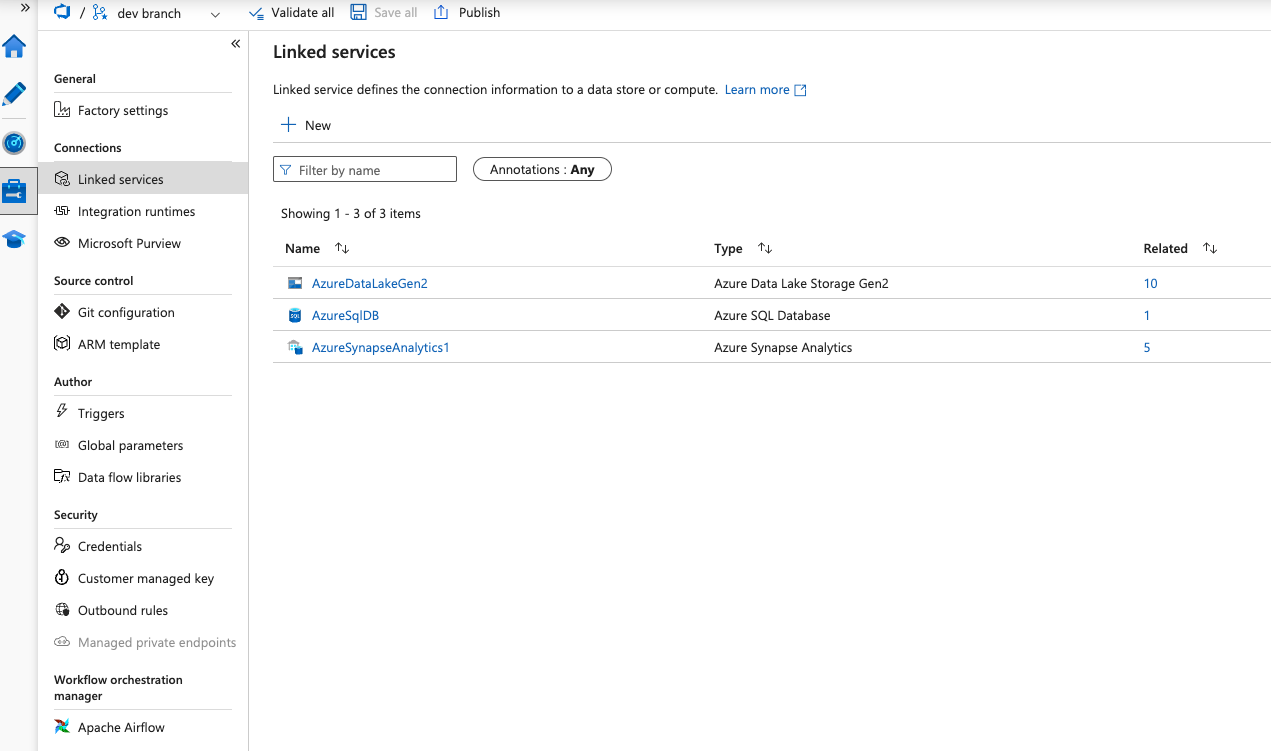 » / dev branch Validate all Save all Publish
«
General
Factory settings
Connections
Linked services
Integration runtimes
Microsoft Purview
Source control
Git configuration
ARM template
Author
Triggers
Global parameters
Data flow libraries
Security
Credentials
Customer managed key
Outbound rules
Managed private endpoints
Workflow orchestration
manager
Apache Airflow
Linked services
Linked service defines the connection information to a data store or compute. Learn more
New
Filter by name Annotations : Any
Showing 1 - 3 of 3 items
Name Type Related
AzureDataLakeGen2 Azure Data Lake Storage Gen2 10
SQL AzureSqlDB Azure SQL Database 1
AzureSynapseAnalytics1 Azure Synapse Analytics 5